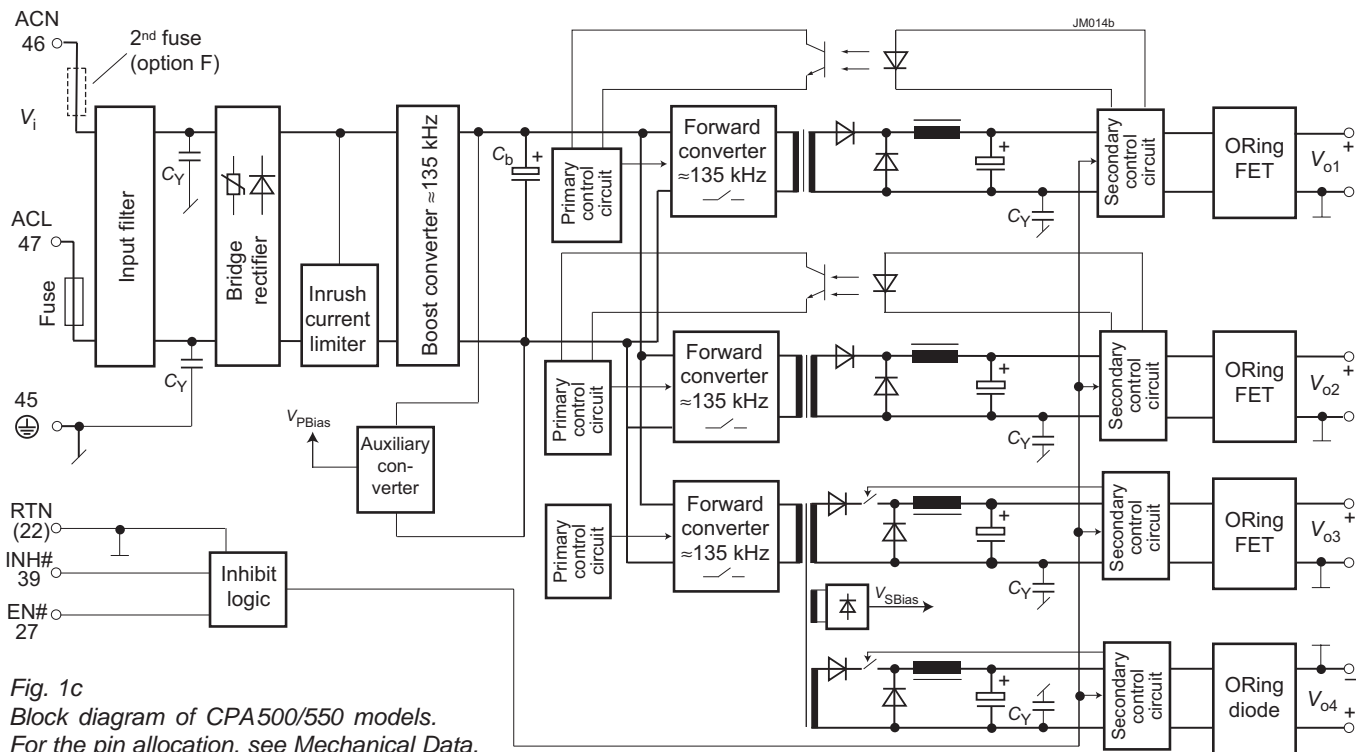 ACN
46
2nd fuse
(option F)
Vi
ACL
47
Fuse
45
Input filter
CY
CY
Bridge
rectifier
Inrush
current
limiter
Boost converter ≈135 kHz
Cb
+
VPBias
Auxiliary
con-
verter
JM014b
Primary
control
circuit
Forward
converter
≈135 kHz
+
CY
Secondary
control
circuit
ORing
FET
+
Vo1
−
Primary
control
circuit
Forward
converter
≈135 kHz
+
CY
Secondary
control
circuit
ORing
FET
+
Vo2
−
Primary
control
circuit
Forward
converter
≈135 kHz
+
CY
Secondary
control
circuit
ORing
FET
+
Vo3
−
VSBias
+
CY
Secondary
control
circuit
ORing
diode
−
Vo4
+
RTN
(22)
INH#
39
EN#
27
Inhibit
logic
Fig. 1c
Block diagram of CPA500/550 models.
For the pin allocation, see Mechanical Data.